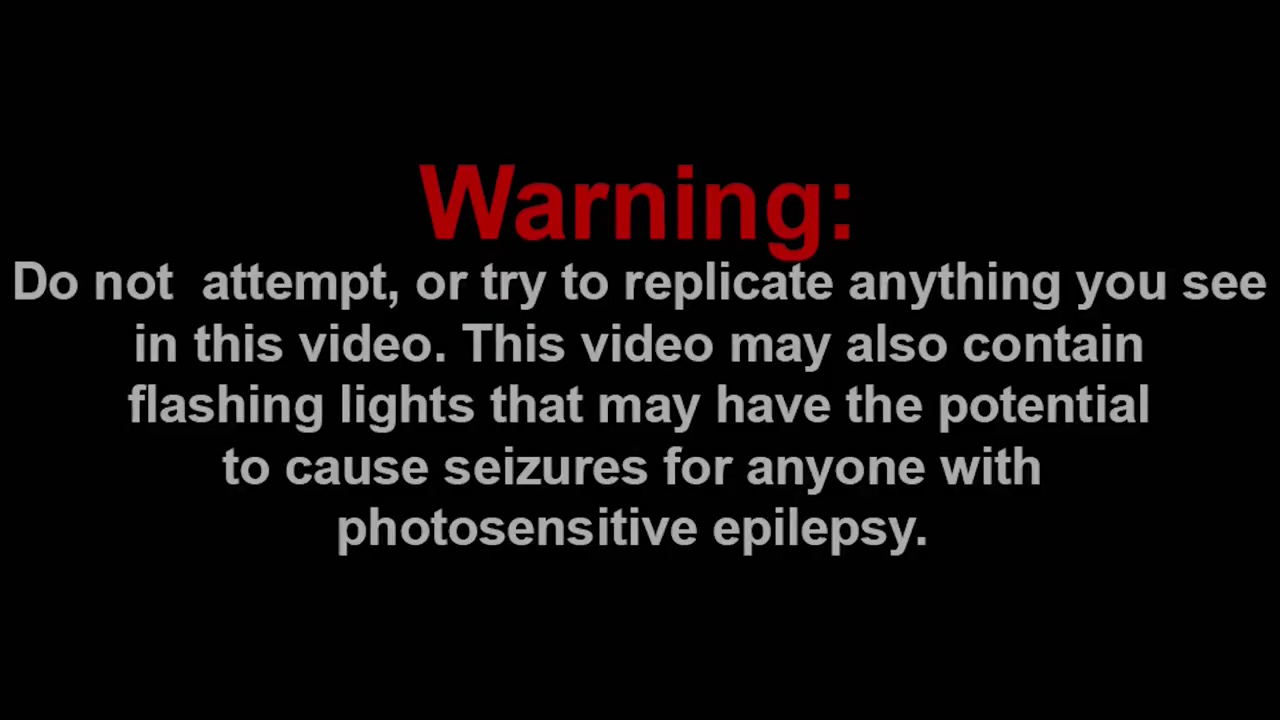 Warning:
Do not  attempt, or try to replicate anything you see
in this video. This video may also contain
flashing lights that may have the potential
to cause seizures for anyone with
photosensitive epilepsy.